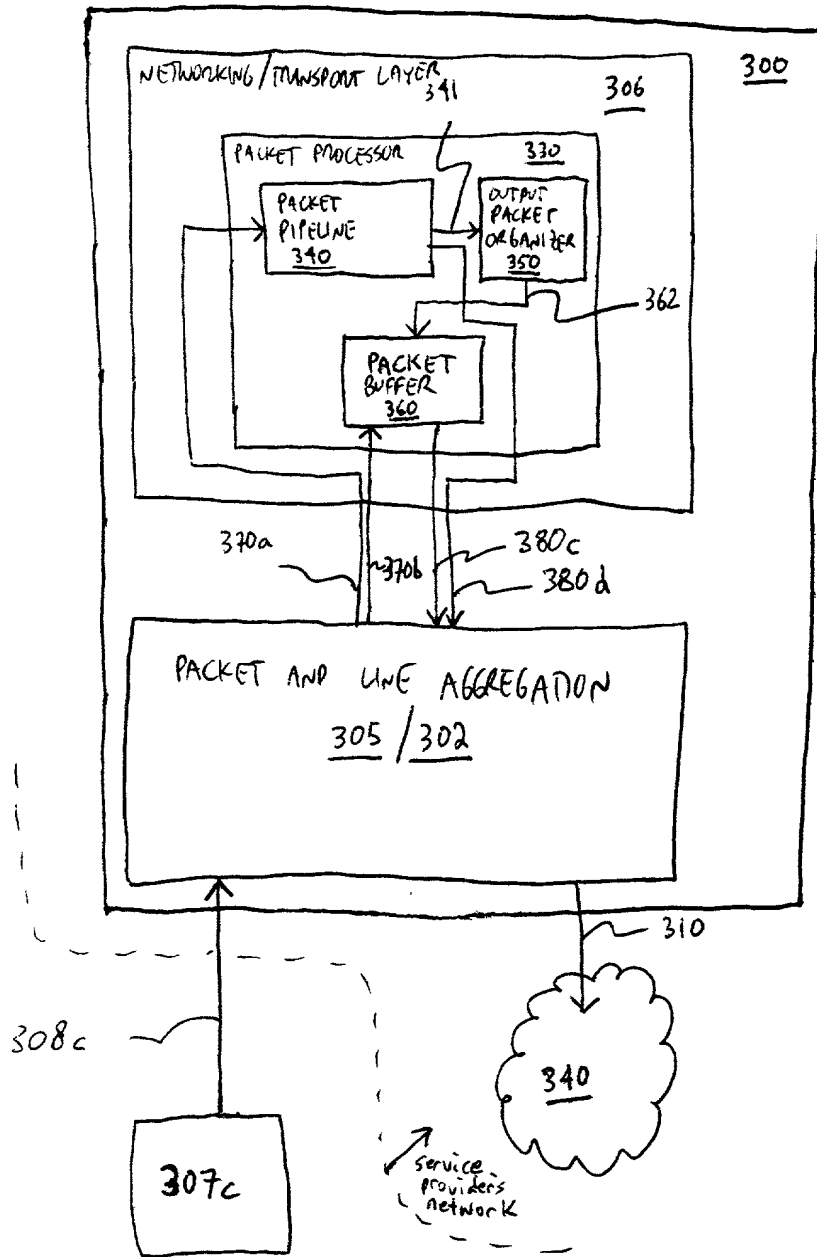 300
NETWORKING/TRANSPORT LAYER
341
306
PACKET PROCESSOR
330
PACKET
PIPELINE
340
OUTPUT
PACKET
ORGANIZER
350
362
PACKET
BUFFER
360
370a
370b
380c
380d
PACKET AND LINE AGGREGATION
305/302
310
308c
340
307c
service
providers
network